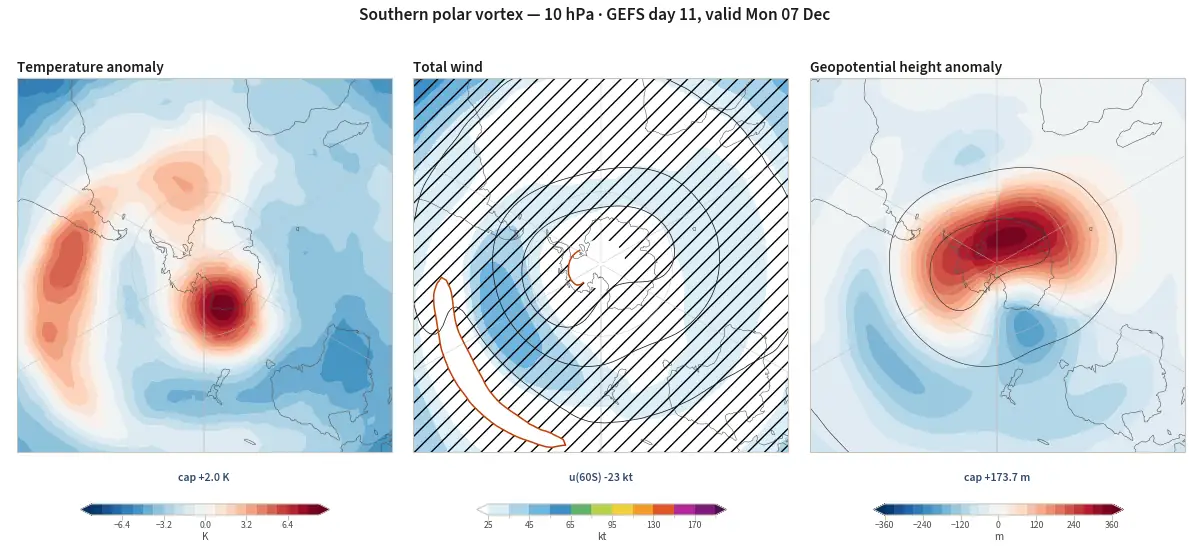 Southern polar vortex — 10 hPa · GEFS day 11, valid Mon 07 Dec
Temperature anomaly
Total wind
Geopotential height anomaly
cap +2.0 K
u(60S) -23 kt
cap +173.7 m
−6.4 −3.2 0.0 3.2 6.4
K
25 45 65 95 130 170
kt
−360 −240 −120 0 120 240 360
m